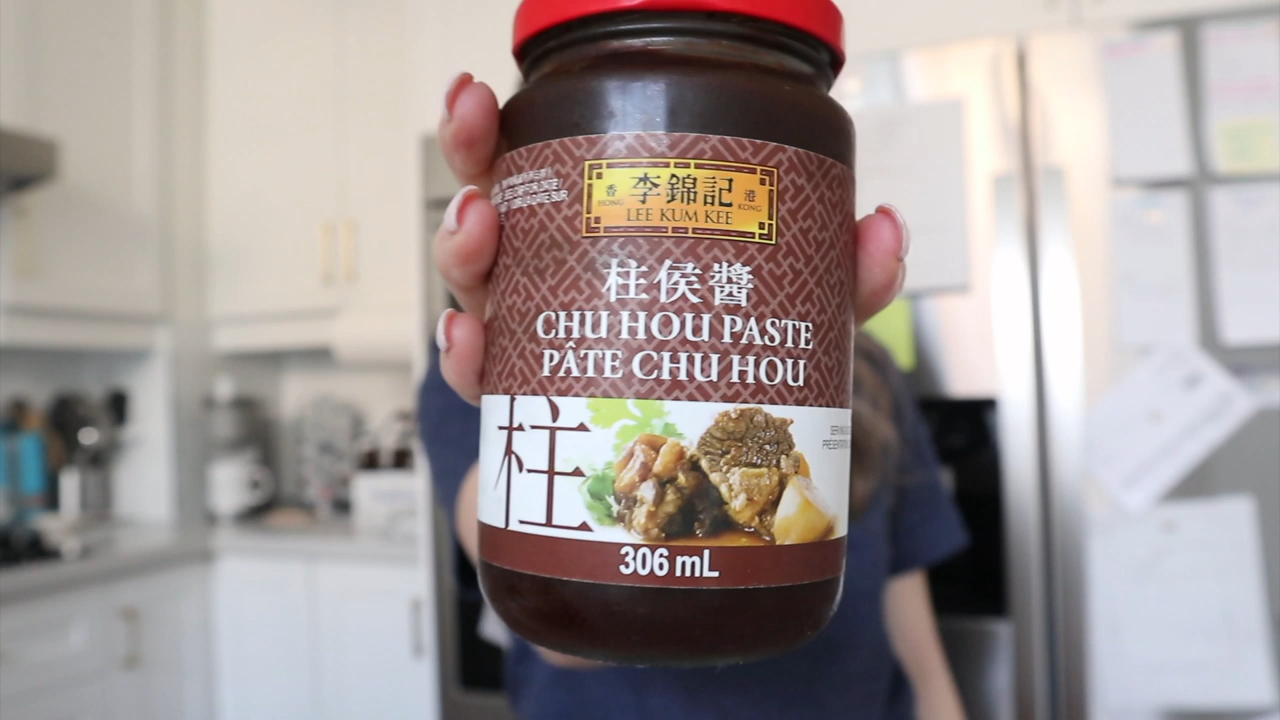 香 李錦記 港
HONG LEE KUM KEE KONG
柱侯醬
CHU HOU PASTE
PÂTE CHU HOU
柱
306 mL